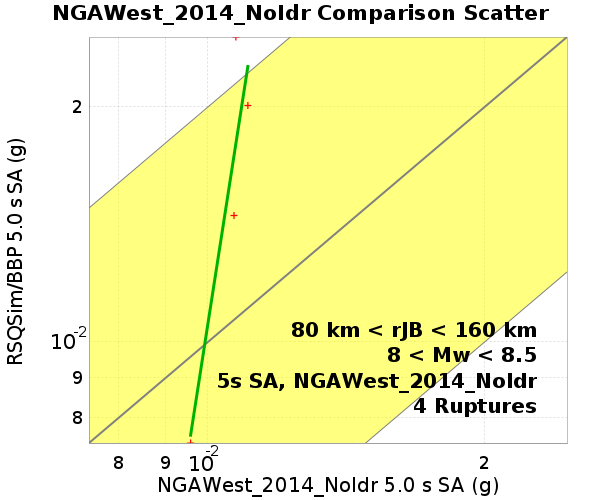 NGAWest_2014_NoIdr Comparison Scatter
RSQSim/BBP 5.0 s SA (g)
2
10-2
9
8
80 km < rJB < 160 km
8 < Mw < 8.5
5s SA, NGAWest_2014_NoIdr
4 Ruptures
8 9 10-2 2
NGAWest_2014_NoIdr 5.0 s SA (g)